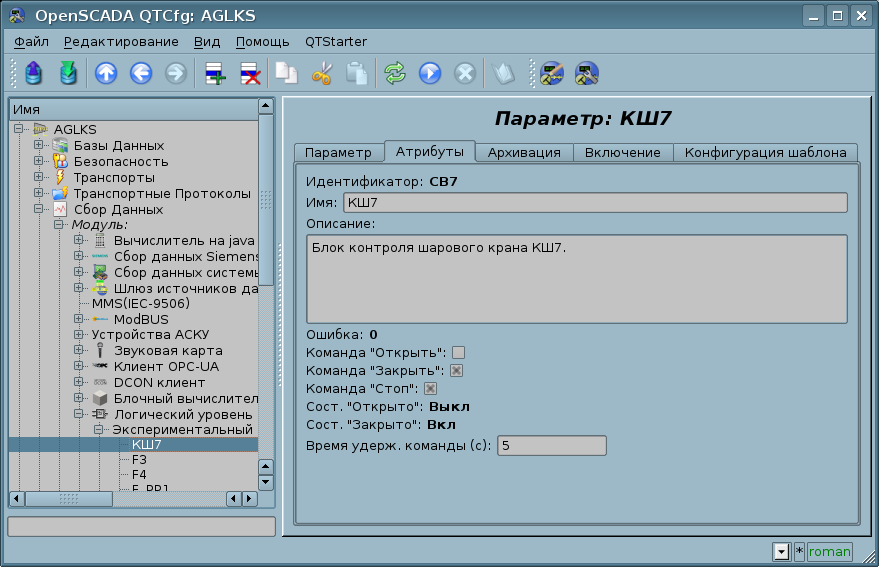 OpenSCADA QTCfg: AGLKS
Файл Редактирование Вид Помощь QTStarter
Имя
AGLKS
Базы Данных
Безопасность
Транспорты
Транспортные Протоколы
Сбор Данных
Модуль:
Вычислитель на java
Сбор данных Siemens
Сбор данных системы
Шлюз источников да
MMS(IEC-9506)
ModBUS
Устройства АСКУ
Звуковая карта
Клиент OPC-UA
DCON клиент
Блочный вычислител
Логический уровень
Экспериментальный
КШ7
F3
F4
F_PP1
Параметр: КШ7
Параметр Атрибуты Архивация Включение Конфигурация шаблона
Идентификатор: СВ7
Имя: КШ7
Описание:
Блок контроля шарового крана КШ7.
Ошибка: 0
Команда "Открыть":
Команда "Закрыть":
Команда "Стоп":
Сост. "Открыто": Выкл
Сост. "Закрыто": Вкл
Время удерж. команды (с): 5
* roman